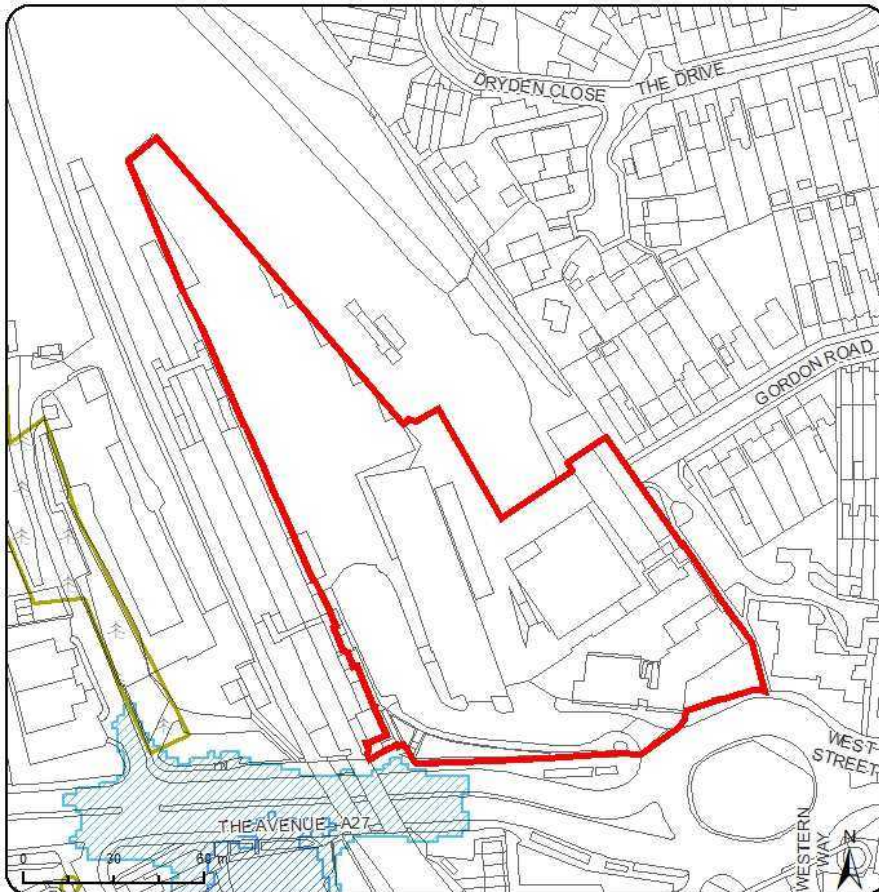 DRYDEN CLOSE
THE DRIVE
GORDON ROAD
WEST
STREET
THE AVENUE A27
WESTERN
WAY
N
0 30 60 m